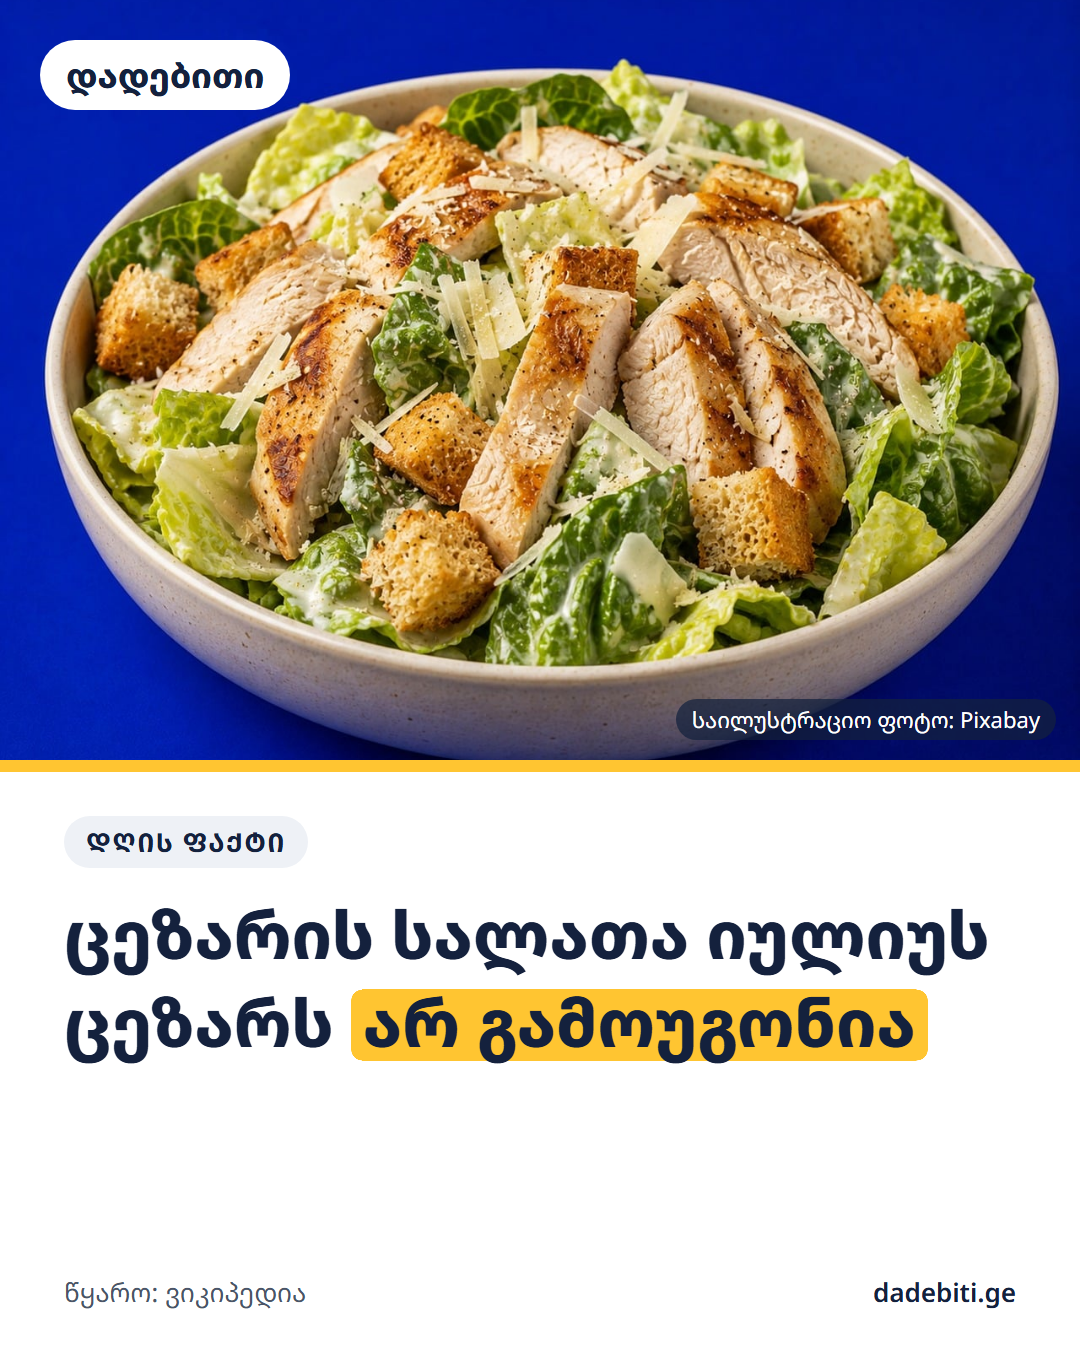 დადებითი
საილუსტრაციო ფოტო: Pixabay
დღის ფაქტი
ცეზარის სალათა იულიუს
ცეზარს არ გამოუგონია
წყარო: ვიკიპედია
dadebiti.ge